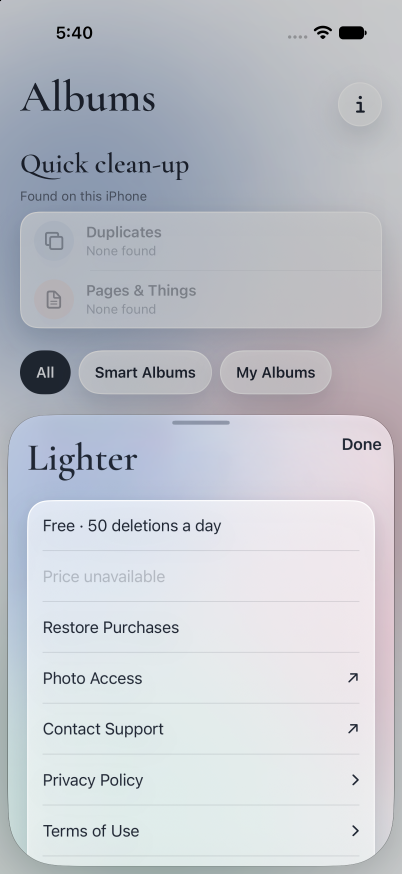 5:40
Albums
i
Quick clean-up
Found on this iPhone
Duplicates
None found
Pages & Things
None found
All
Smart Albums
My Albums
Done
Lighter
Free · 50 deletions a day
Price unavailable
Restore Purchases
Photo Access
Contact Support
Privacy Policy
Terms of Use